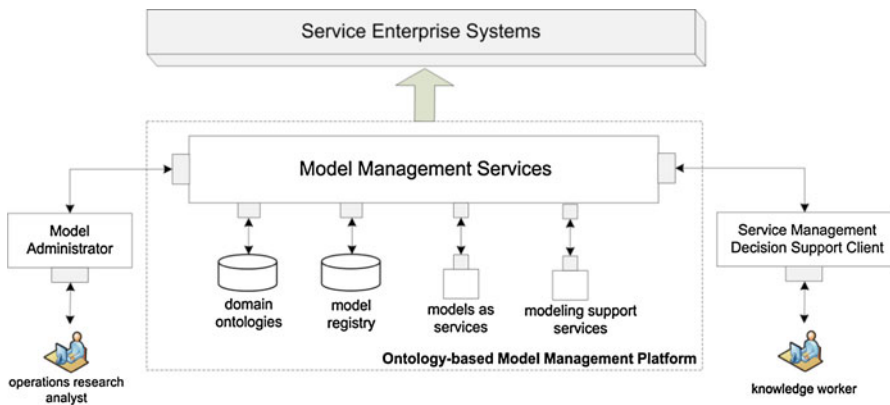 Service Enterprise Systems
Model Management Services
Model
Administrator
Service Management
Decision Support Client
domain
ontologies
model
registry
models as
services
modeling support
services
Ontology-based Model Management Platform
operations research
analyst
knowledge worker